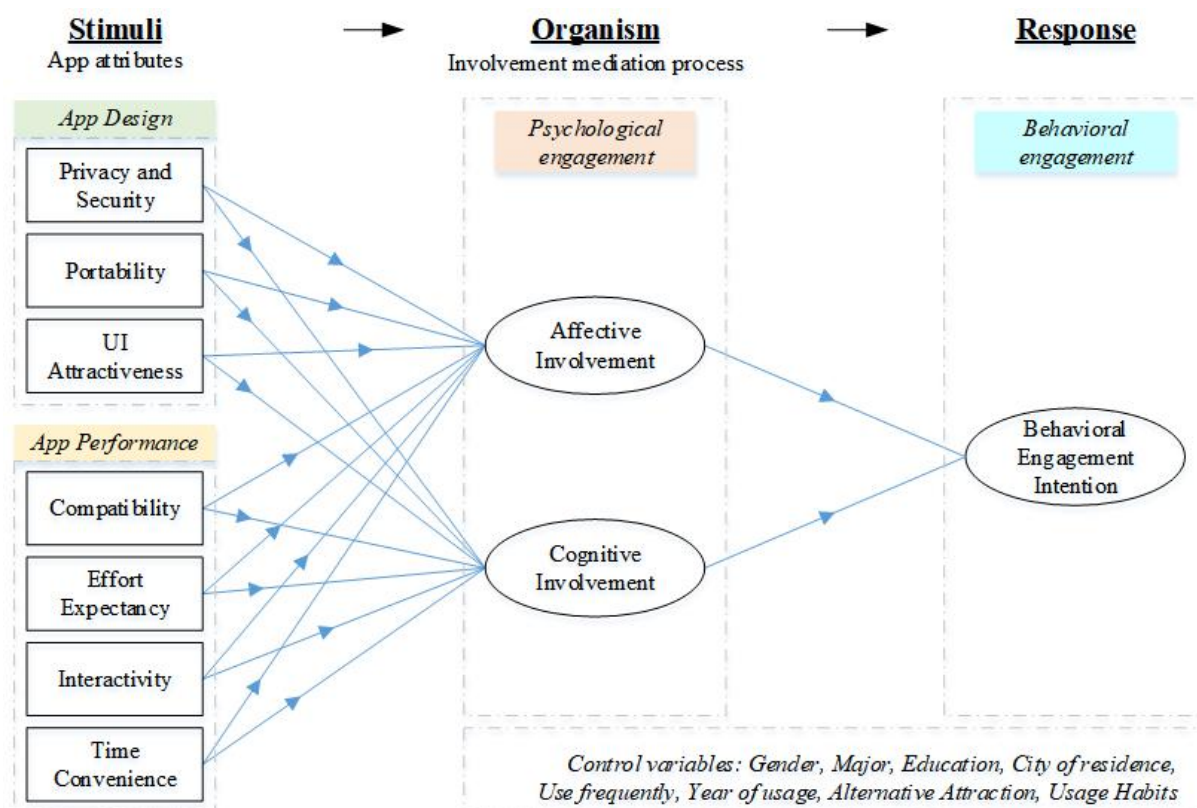 Stimuli
App attributes
Organism
Involvement mediation process
Response
App Design
Privacy and
Security
Portability
UI
Attractiveness
App Performance
Compatibility
Effort
Expectancy
Interactivity
Time
Convenience
Psychological
engagement
Affective
Involvement
Cognitive
Involvement
Behavioral
engagement
Behavioral
Engagement
Intention
Control variables: Gender, Major, Education, City of residence,
Use frequently, Year of usage, Alternative Attraction, Usage Habits